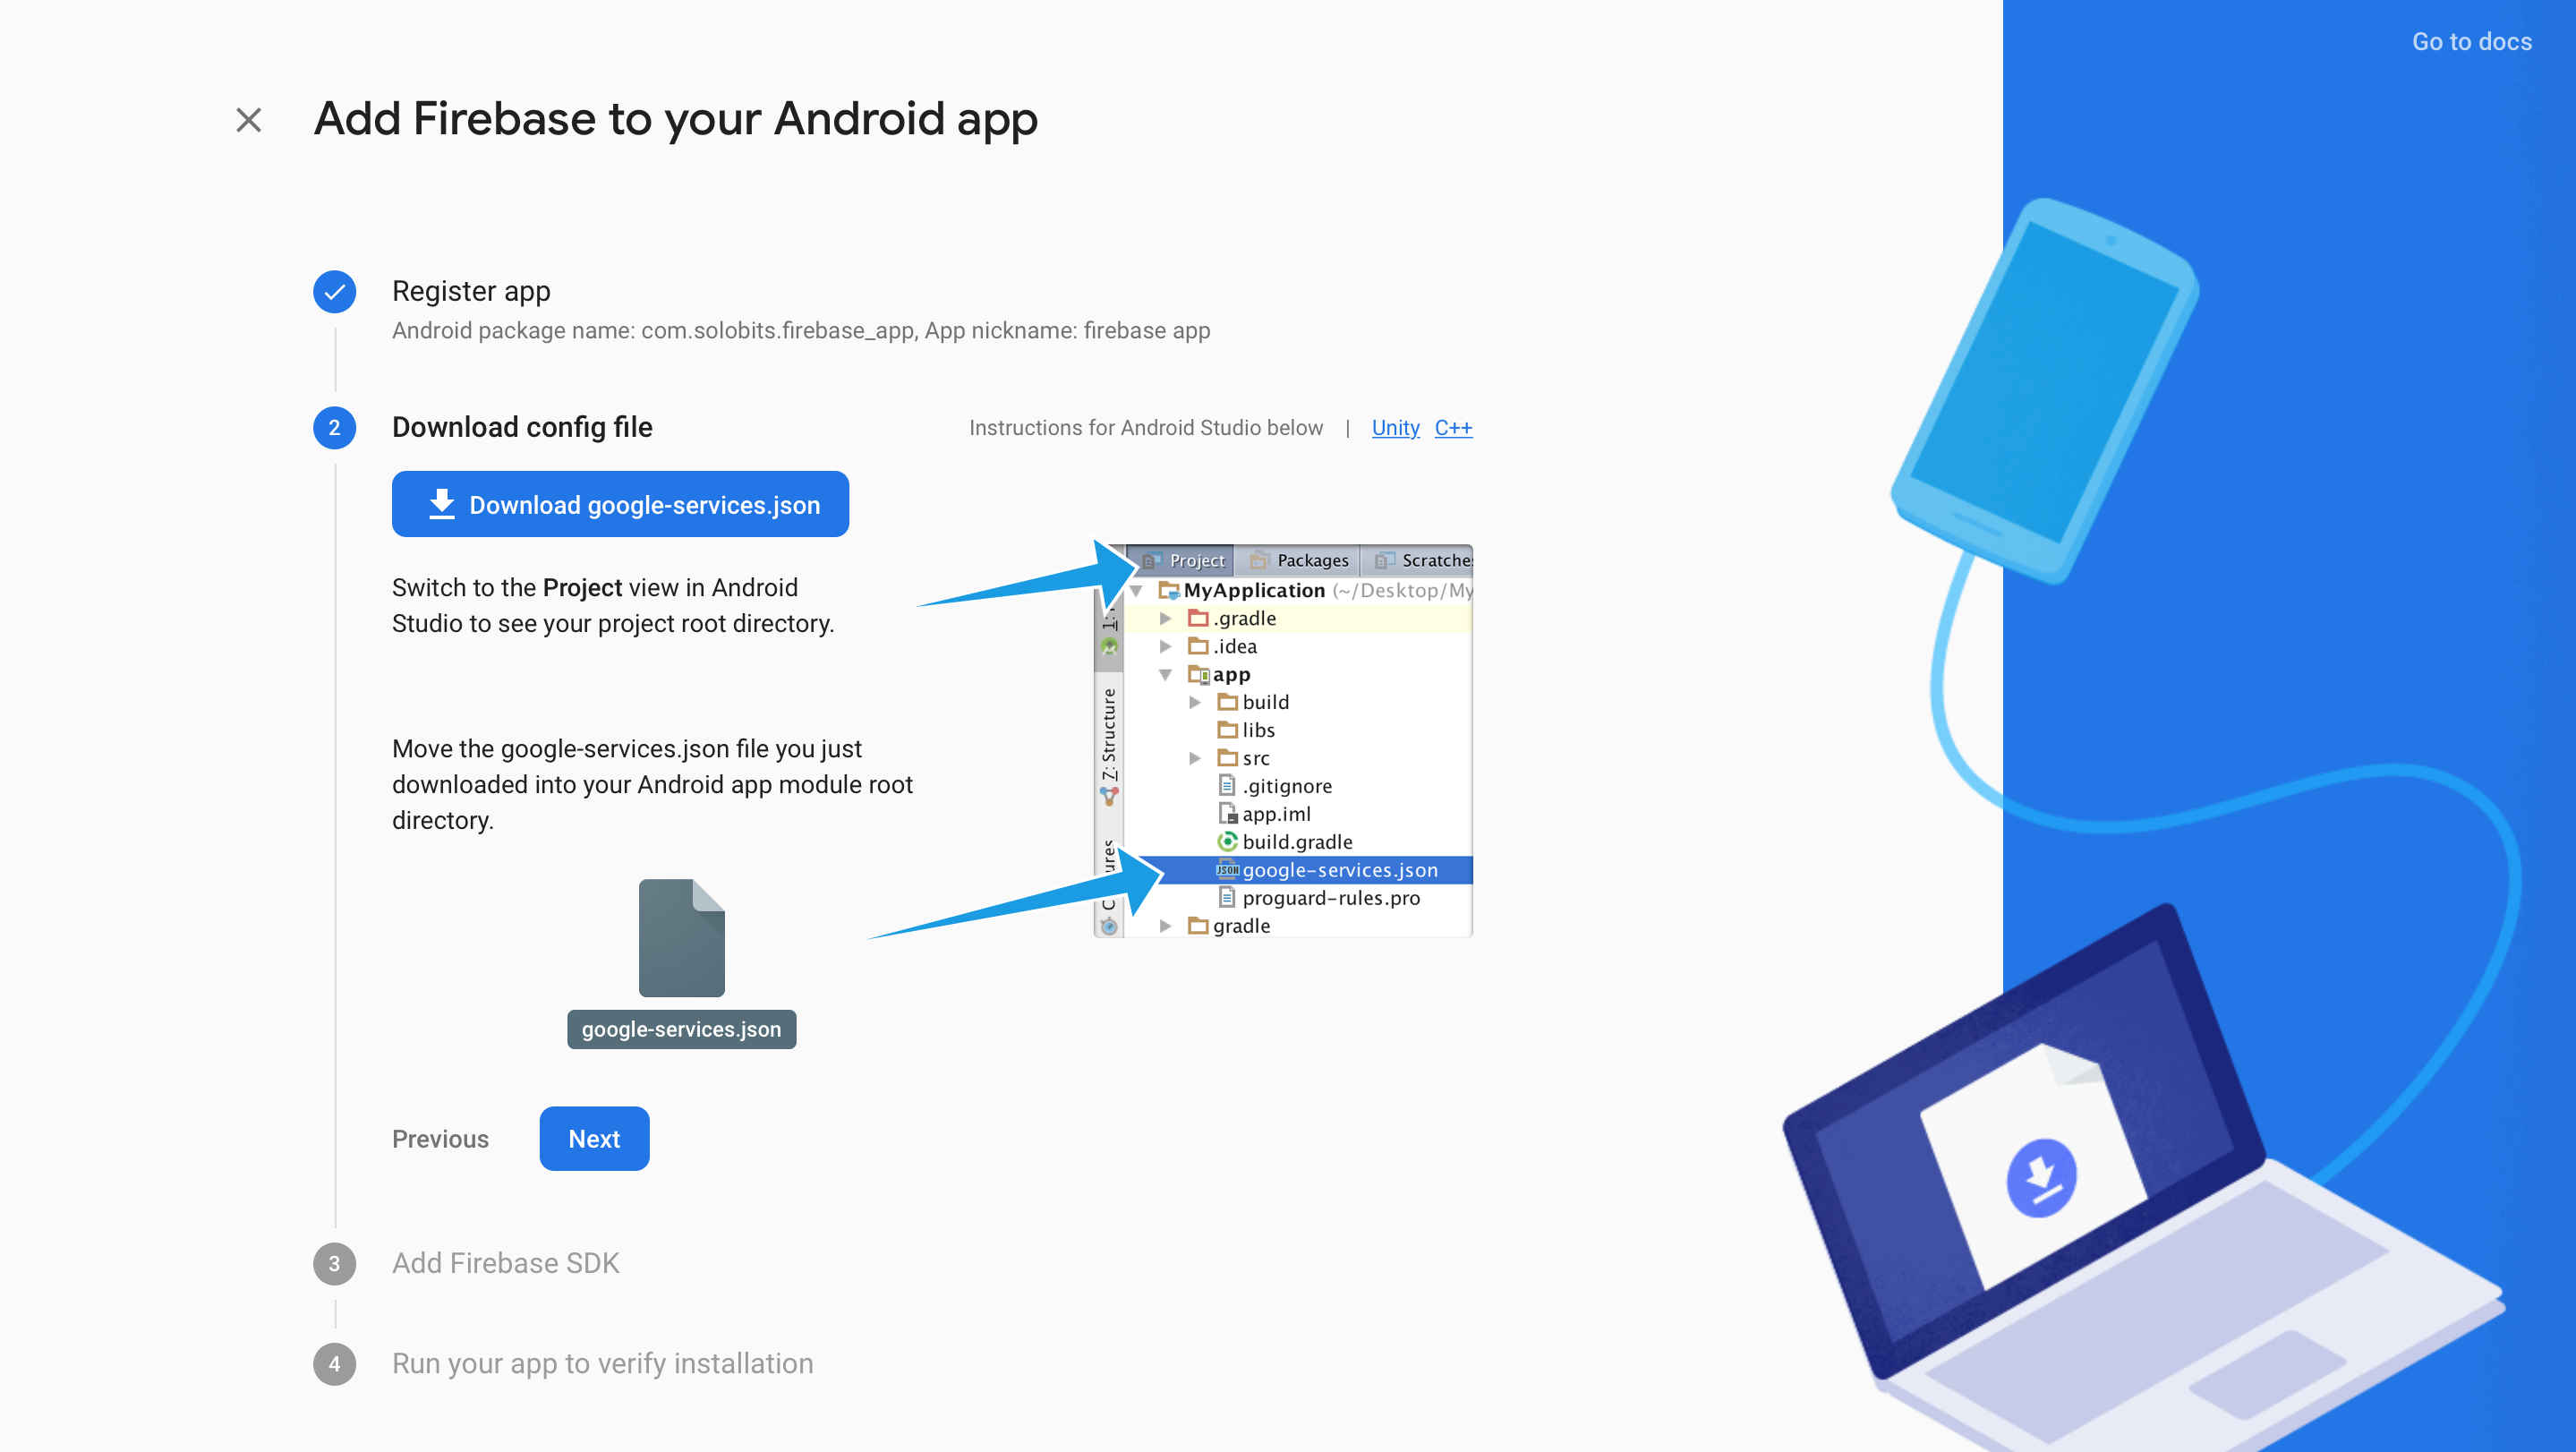 Go to docs
Add Firebase to your Android app
Register app
Android package name: com.solobits.firebase_app, App nickname: firebase app
2
Download config file
Instructions for Android Studio below | Unity C++
Download google-services.json
Switch to the Project view in Android
Studio to see your project root directory.
Move the google-services.json file you just
downloaded into your Android app module root
directory.
google-services.json
Project Packages Scratches
MyApplication (~/Desktop/My
.gradle
.idea
app
build
libs
src
.gitignore
app.iml
build.gradle
JSON google-services.json
proguard-rules.pro
gradle
1:
7: Structure
C ures
Previous
Next
3
Add Firebase SDK
4
Run your app to verify installation